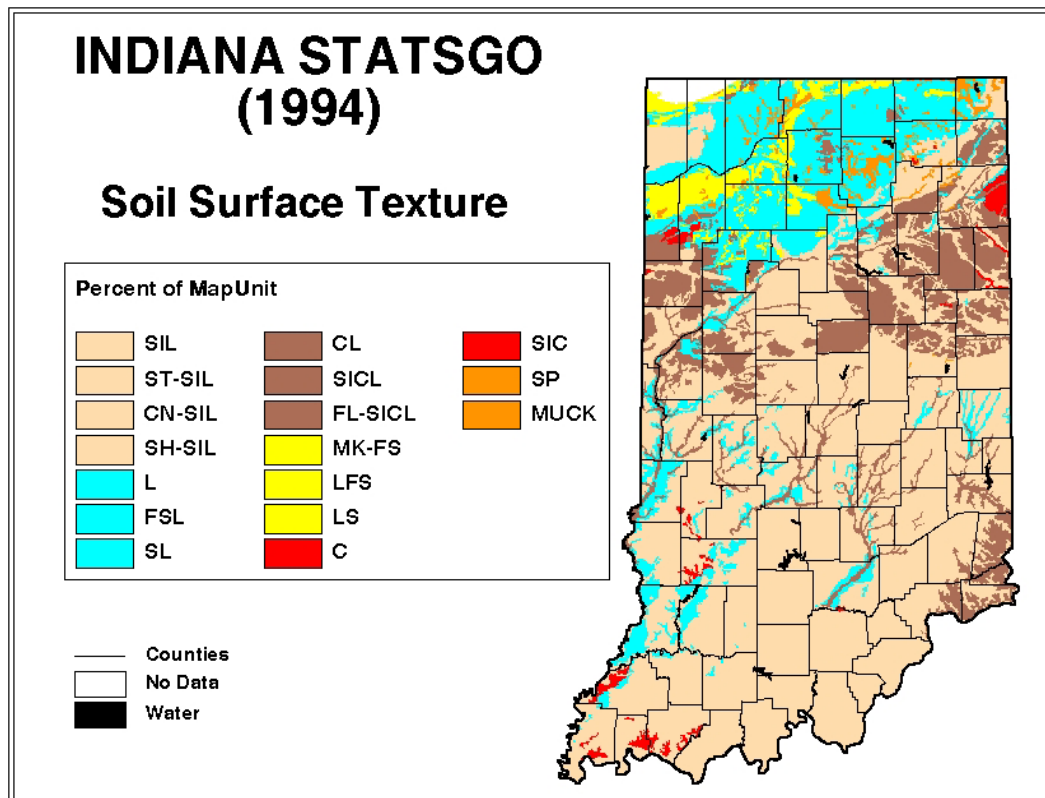 INDIANA STATSGO
(1994)
Soil Surface Texture
Percent of MapUnit
SIL
ST-SIL
CN-SIL
SH-SIL
L
FSL
SL
CL
SICL
FL-SICL
MK-FS
LFS
LS
C
SIC
SP
MUCK
Counties
No Data
Water